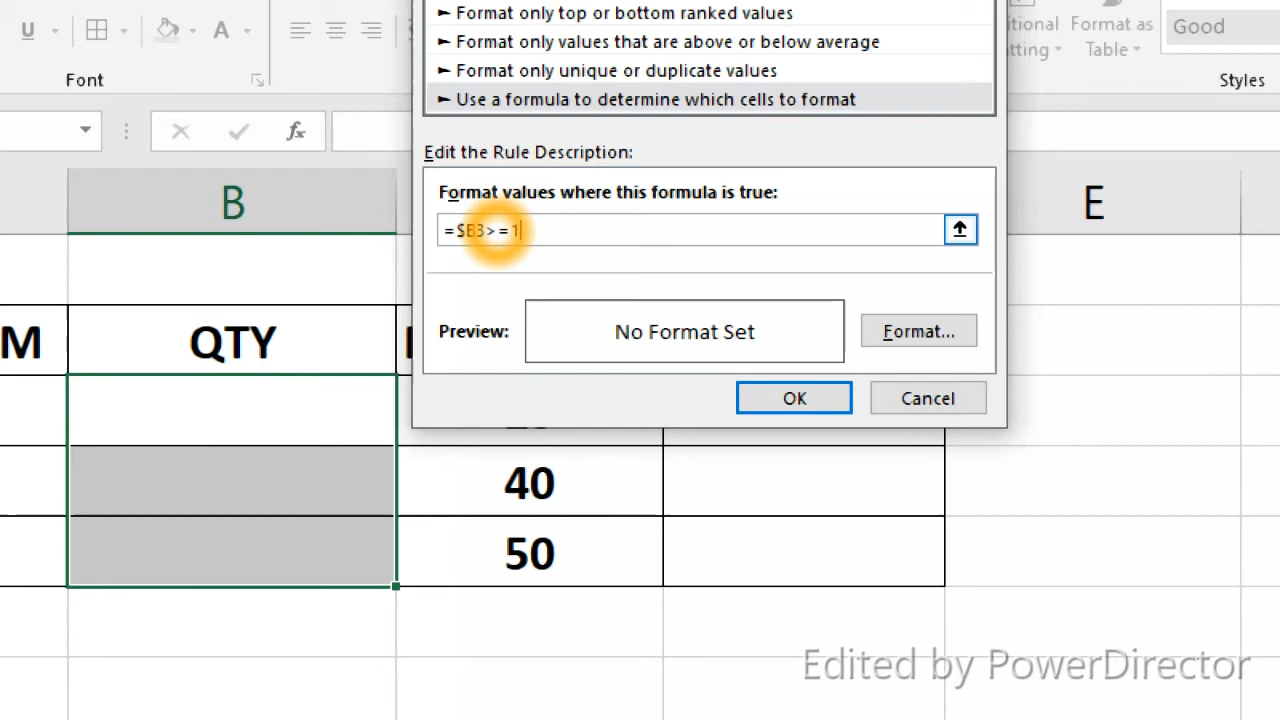 ► Format only top or bottom ranked values
► Format only values that are above or below average
► Format only unique or duplicate values
► Use a formula to determine which cells to format
Good
Format as
Table
U
A
Font
Styles
fx
Edit the Rule Description:
Format values where this formula is true:
=$B3>=1
Preview:
No Format Set
Format...
OK
Cancel
B
E
QTY
40
50
Edited by PowerDirector